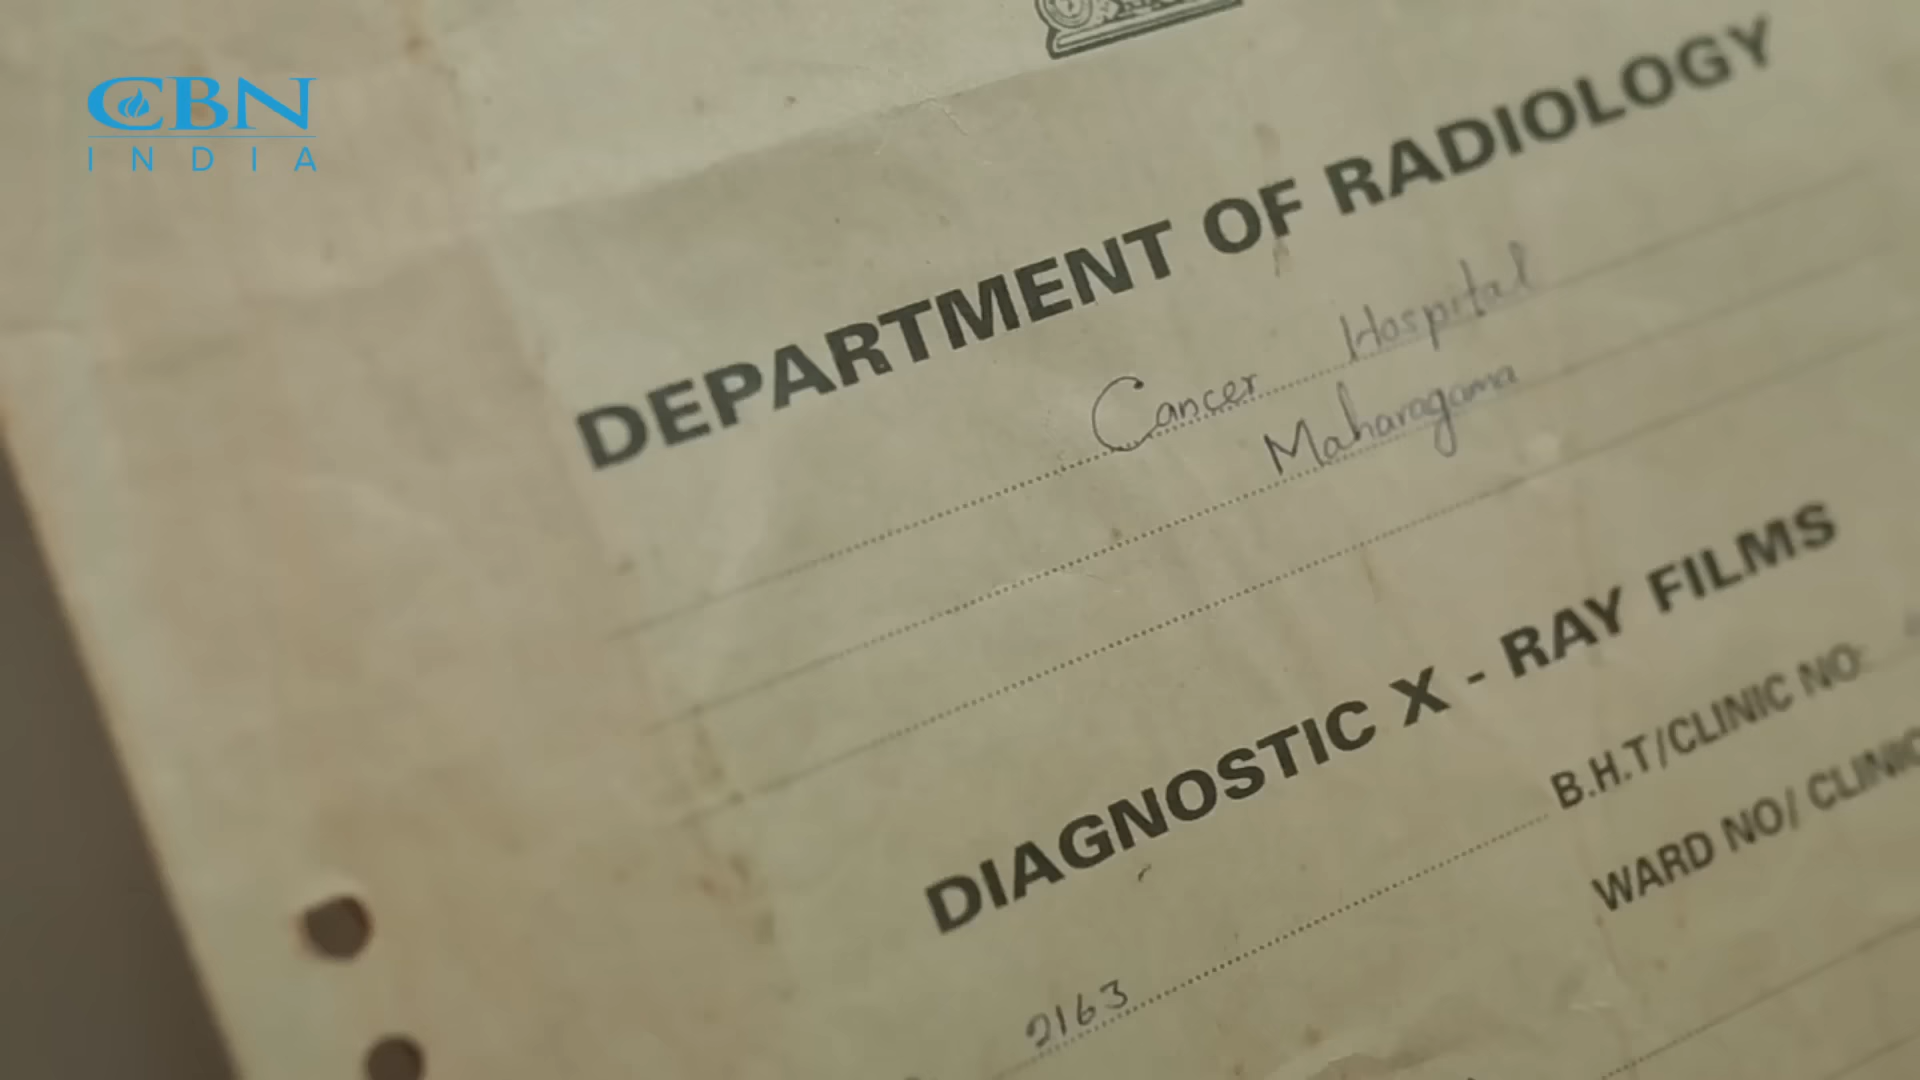 CBN
INDIA
DEPARTMENT OF RADIOLOGY
Cancer Hospital
Maharagama
DIAGNOSTIC X - RAY FILMS
B.H.T/CLINIC NO:
WARD NO/ CLINIC
2163